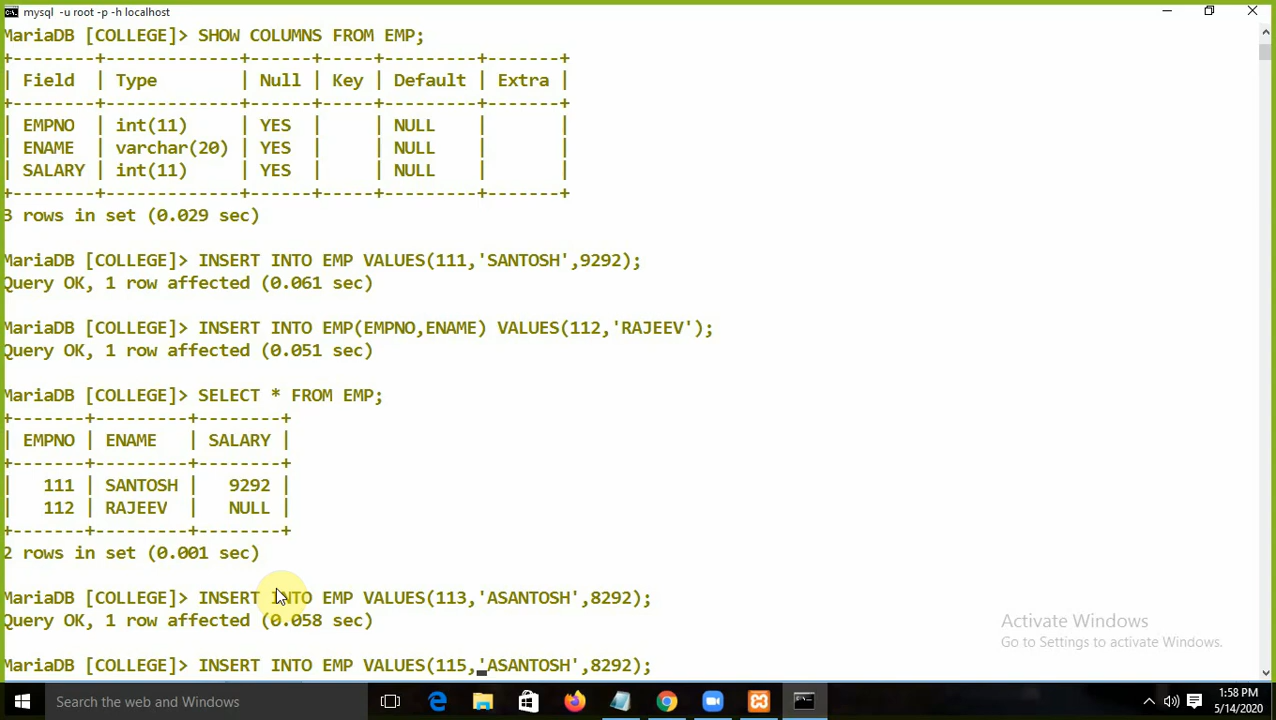 mysql -u root -p -h localhost
MariaDB [COLLEGE]> SHOW COLUMNS FROM EMP;
+--------+-------------+------+-----+---------+-------+
| Field | Type | Null | Key | Default | Extra |
+--------+-------------+------+-----+---------+-------+
| EMPNO | int(11) | YES | | NULL | |
| ENAME | varchar(20) | YES | | NULL | |
| SALARY | int(11) | YES | | NULL | |
+--------+-------------+------+-----+---------+-------+
3 rows in set (0.029 sec)
MariaDB [COLLEGE]> INSERT INTO EMP VALUES(111,'SANTOSH',9292);
Query OK, 1 row affected (0.061 sec)
MariaDB [COLLEGE]> INSERT INTO EMP(EMPNO,ENAME) VALUES(112,'RAJEEV');
Query OK, 1 row affected (0.051 sec)
MariaDB [COLLEGE]> SELECT * FROM EMP;
+-------+---------+--------+
| EMPNO | ENAME | SALARY |
+-------+---------+--------+
| 111 | SANTOSH | 9292 |
| 112 | RAJEEV | NULL |
+-------+---------+--------+
2 rows in set (0.001 sec)
MariaDB [COLLEGE]> INSERT INTO EMP VALUES(113,'ASANTOSH',8292);
Query OK, 1 row affected (0.058 sec)
MariaDB [COLLEGE]> INSERT INTO EMP VALUES(115,'ASANTOSH',8292);
Activate Windows
Go to Settings to activate Windows.
Search the web and Windows
1:58 PM
5/14/2020